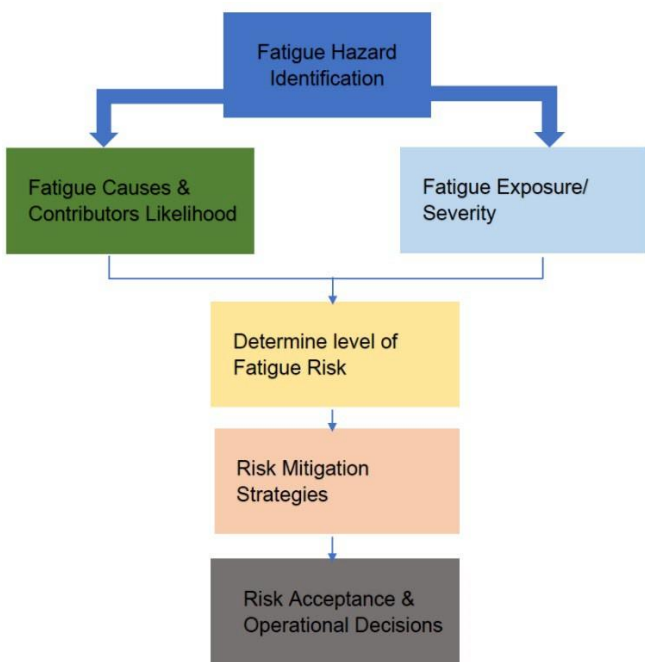 Fatigue Hazard
Identification
Fatigue Causes &
Contributors Likelihood
Fatigue Exposure/
Severity
Determine level of
Fatigue Risk
Risk Mitigation
Strategies
Risk Acceptance &
Operational Decisions